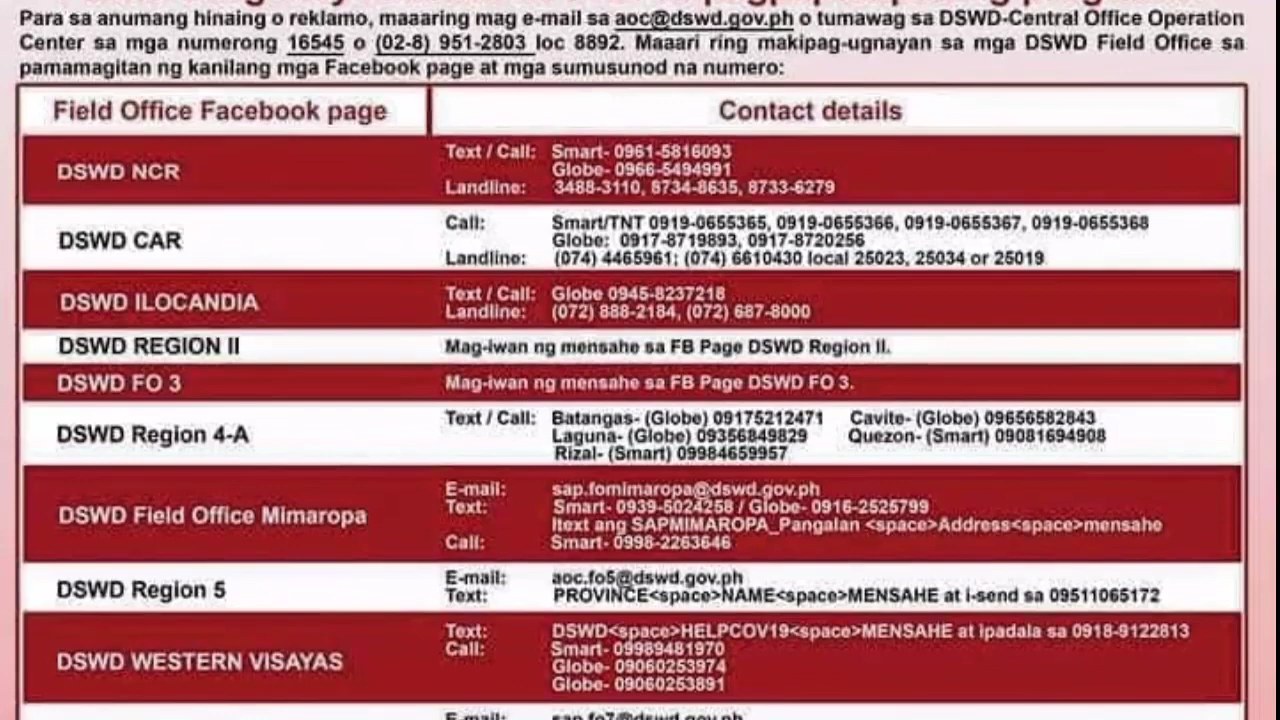 Para sa anumang hinaing o reklamo, maaaring mag e-mail sa aoc@dswd.gov.ph o tumawag sa DSWD-Central Office Operation
Center sa mga numerong 16545 o (02-8) 951-2803 loc 8892. Maaari ring makipag-ugnayan sa mga DSWD Field Office sa
pamamagitan ng kanilang mga Facebook page at mga sumusunod na numero:
Field Office Facebook page
Contact details
DSWD NCR
Text / Call: Smart- 0961-5816093
Globe- 0966-5494991
Landline: 3488-3110, 8734-8635, 8733-6279
DSWD CAR
Call: Smart/TNT 0919-0655365, 0919-0655366, 0919-0655367, 0919-0655368
Globe: 0917-8719893, 0917-8720256
Landline: (074) 4465961; (074) 6610430 local 25023, 25034 or 25019
DSWD ILOCANDIA
Text / Call: Globe 0945-8237218
Landline: (072) 888-2184, (072) 687-8000
DSWD REGION II
Mag-iwan ng mensahe sa FB Page DSWD Region II.
DSWD FO 3
Mag-iwan ng mensahe sa FB Page DSWD FO 3.
DSWD Region 4-A
Text / Call: Batangas- (Globe) 09175212471 Cavite- (Globe) 09656582843
Laguna- (Globe) 09356849829 Quezon- (Smart) 09081694908
Rizal- (Smart) 09984659957
DSWD Field Office Mimaropa
E-mail: sap.fomimaropa@dswd.gov.ph
Text: Smart- 0939-5024258 / Globe- 0916-2525799
Itext ang SAPMIMAROPA_Pangalan <space>Address<space>mensahe
Call: Smart- 0998-2263646
DSWD Region 5
E-mail: aoc.fo5@dswd.gov.ph
Text: PROVINCE<space>NAME<space>MENSAHE at i-send sa 09511065172
DSWD WESTERN VISAYAS
Text: DSWD<space>HELPCOV19<space>MENSAHE at ipadala sa 0918-9122813
Call: Smart- 09989481970
Globe- 09060253974
Globe- 09060253891
E-mail: sap.fo7@dswd.gov.ph